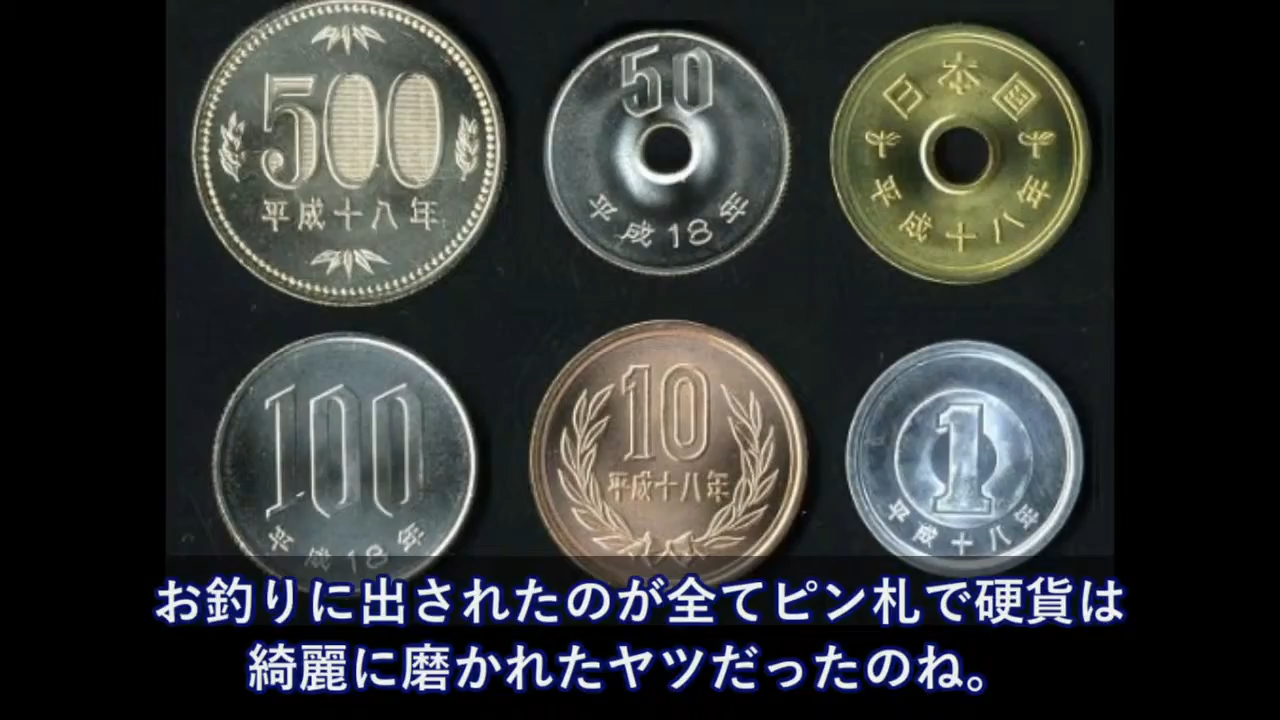 500
平成十八年
50
平成18年
日本国
平成十八年
100
平成18年
10
平成十八年
1
平成十八年
お釣りに出されたのが全てピン札で硬貨は
綺麗に磨かれたヤツだったのね。